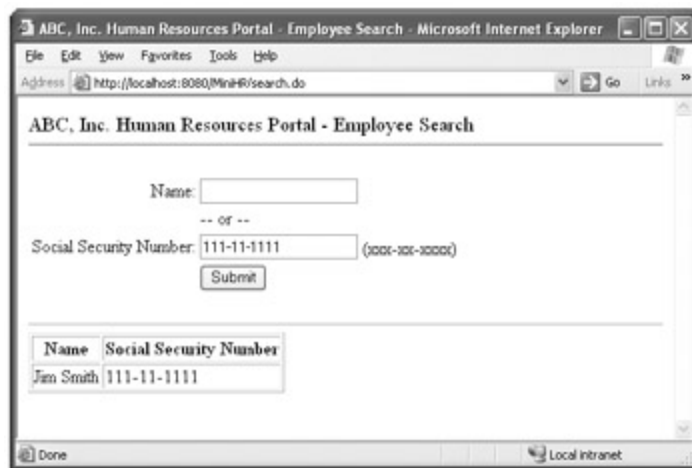 ABC, Inc. Human Resources Portal - Employee Search - Microsoft Internet Explorer
File Edit View Favorites Tools Help
Address http://localhost:8080/MiniHR/search.do Go Links »
ABC, Inc. Human Resources Portal - Employee Search
Name:
-- or --
Social Security Number: 111-11-1111 (xxx-xx-xxxx)
Submit
Name Social Security Number
Jim Smith 111-11-1111
Done Local intranet